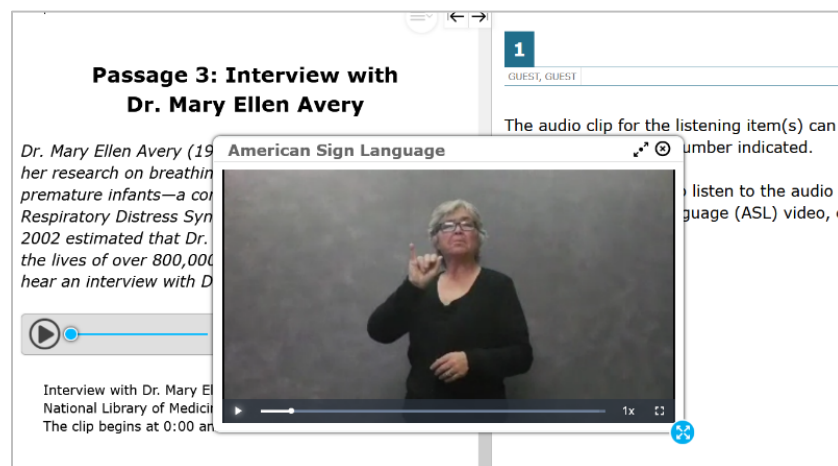 Passage 3: Interview with
Dr. Mary Ellen Avery
Dr. Mary Ellen Avery (19
her research on breathin
premature infants—a co
Respiratory Distress Syn
2002 estimated that Dr.
the lives of over 800,000
hear an interview with D
Interview with Dr. Mary El
National Library of Medici
The clip begins at 0:00 an
American Sign Language
1x
1
GUEST, GUEST
The audio clip for the listening item(s) can
umber indicated.
listen to the audio
guage (ASL) video,